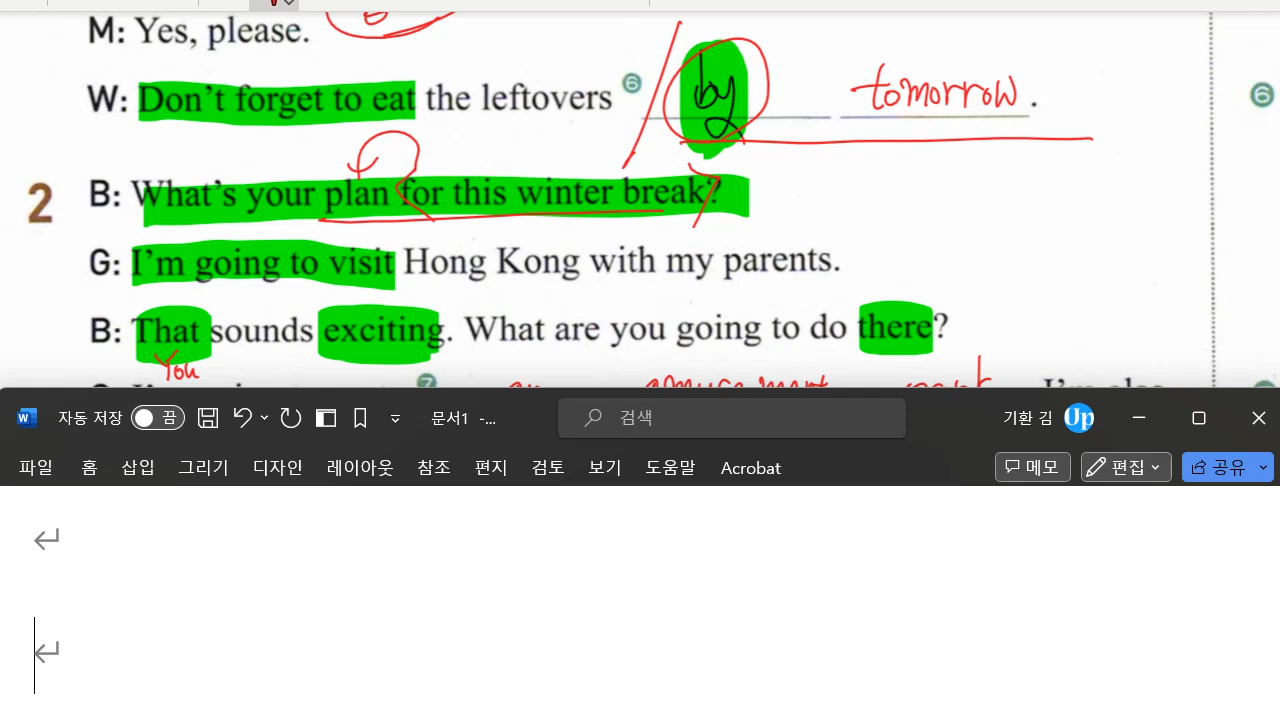 M: Yes, please.
W: Don't forget to eat the leftovers ⑥ by tomorrow. ⑥
2 B: What's your plan for this winter break?
G: I'm going to visit Hong Kong with my parents.
B: That sounds exciting. What are you going to do there?
You
자동 저장 끔 문서1 -... 검색 기환 김 Up
파일 홈 삽입 그리기 디자인 레이아웃 참조 편지 검토 보기 도움말 Acrobat 메모 편집 공유